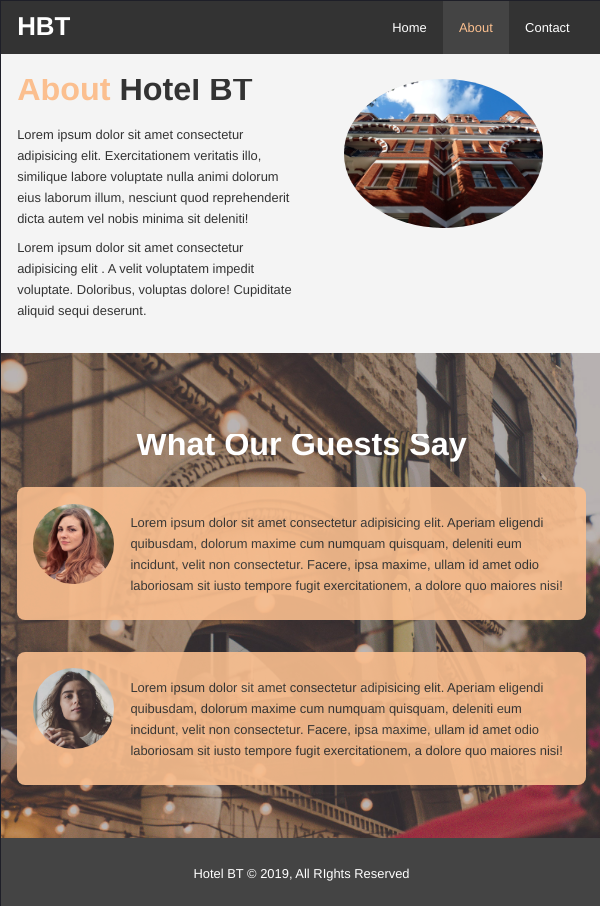 HBT
Home
About
Contact
About Hotel BT
Lorem ipsum dolor sit amet consectetur
adipisicing elit. Exercitationem veritatis illo,
similique labore voluptate nulla animi dolorum
eius laborum illum, nesciunt quod reprehenderit
dicta autem vel nobis minima sit deleniti!
Lorem ipsum dolor sit amet consectetur
adipisicing elit . A velit voluptatem impedit
voluptate. Doloribus, voluptas dolore! Cupiditate
aliquid sequi deserunt.
What Our Guests Say
Lorem ipsum dolor sit amet consectetur adipisicing elit. Aperiam eligendi
quibusdam, dolorum maxime cum numquam quisquam, deleniti eum
incidunt, velit non consectetur. Facere, ipsa maxime, ullam id amet odio
laboriosam sit iusto tempore fugit exercitationem, a dolore quo maiores nisi!
Lorem ipsum dolor sit amet consectetur adipisicing elit. Aperiam eligendi
quibusdam, dolorum maxime cum numquam quisquam, deleniti eum
incidunt, velit non consectetur. Facere, ipsa maxime, ullam id amet odio
laboriosam sit iusto tempore fugit exercitationem, a dolore quo maiores nisi!
Hotel BT © 2019, All RIghts Reserved